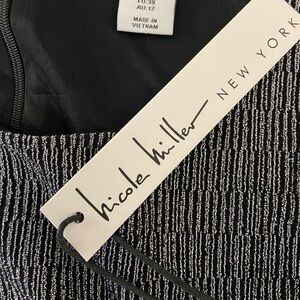 EU:38
AU:12
MADE IN
VIETNAM
nicole miller NEW YORK